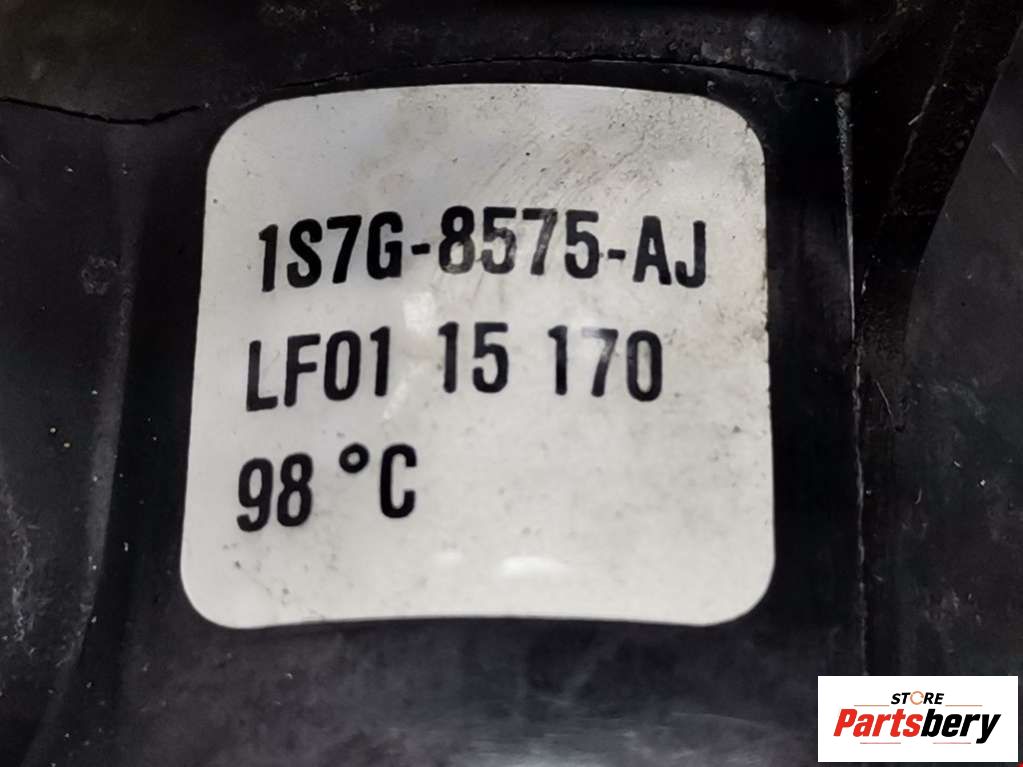 1S7G-8575-AJ
LF01 15 170
98 °C
STORE
Partsbery